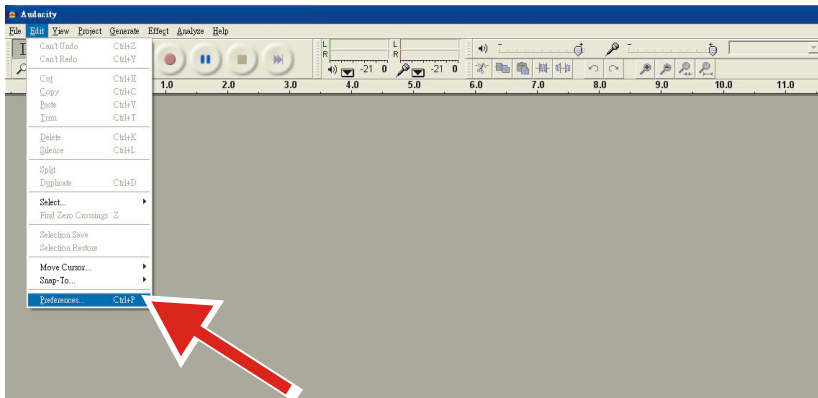 Audacity
File Edit View Project Generate Effect Analyze Help
Can't Undo Ctrl+Z
Can't Redo Ctrl+Y
Cut Ctrl+X
Copy Ctrl+C
Paste Ctrl+V
Trim Ctrl+T
Delete Ctrl+K
Silence Ctrl+L
Split
Duplicate Ctrl+D
Select...
Find Zero Crossings Z
Selection Save
Selection Restore
Move Cursor...
Snap-To...
Preferences... Ctrl+P
L L
R R
-21 0 -21 0
1.0 2.0 3.0 4.0 5.0 6.0 7.0 8.0 9.0 10.0 11.0